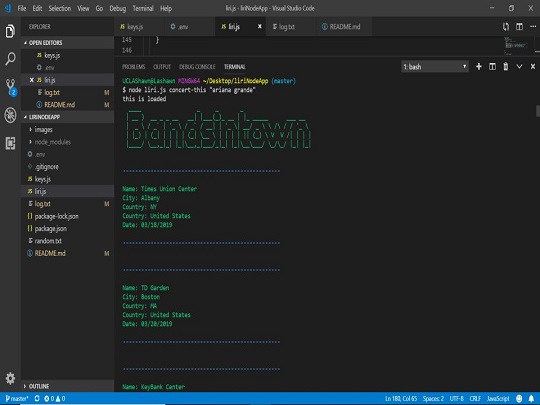 File Edit Selection View Go Debug Terminal Help
liri.js - liriNodeApp - Visual Studio Code
EXPLORER
OPEN EDITORS
keys.js
.env
liri.js
log.txt M
README.md M
LIRINODEAPP
images
node_modules
.env
.gitignore
keys.js
liri.js
log.txt M
package-lock.json
package.json
random.txt
README.md M
OUTLINE
keys.js
.env
liri.js
log.txt
README.md
145 }
146
PROBLEMS OUTPUT DEBUG CONSOLE TERMINAL
1: bash
UCLAShawn@Lashawn MINGW64 ~/Desktop/liriNodeApp (master)
$ node liri.js concert-this "ariana grande"
this is loaded
BandsInTown
Name: Times Union Center
City: Albany
Country: NY
Country: United States
Date: 03/18/2019
Name: TD Garden
City: Boston
Country: MA
Country: United States
Date: 03/20/2019
Name: KeyBank Center
master* 0 0 Ln 180, Col 65 Spaces: 2 UTF-8 CRLF JavaScript